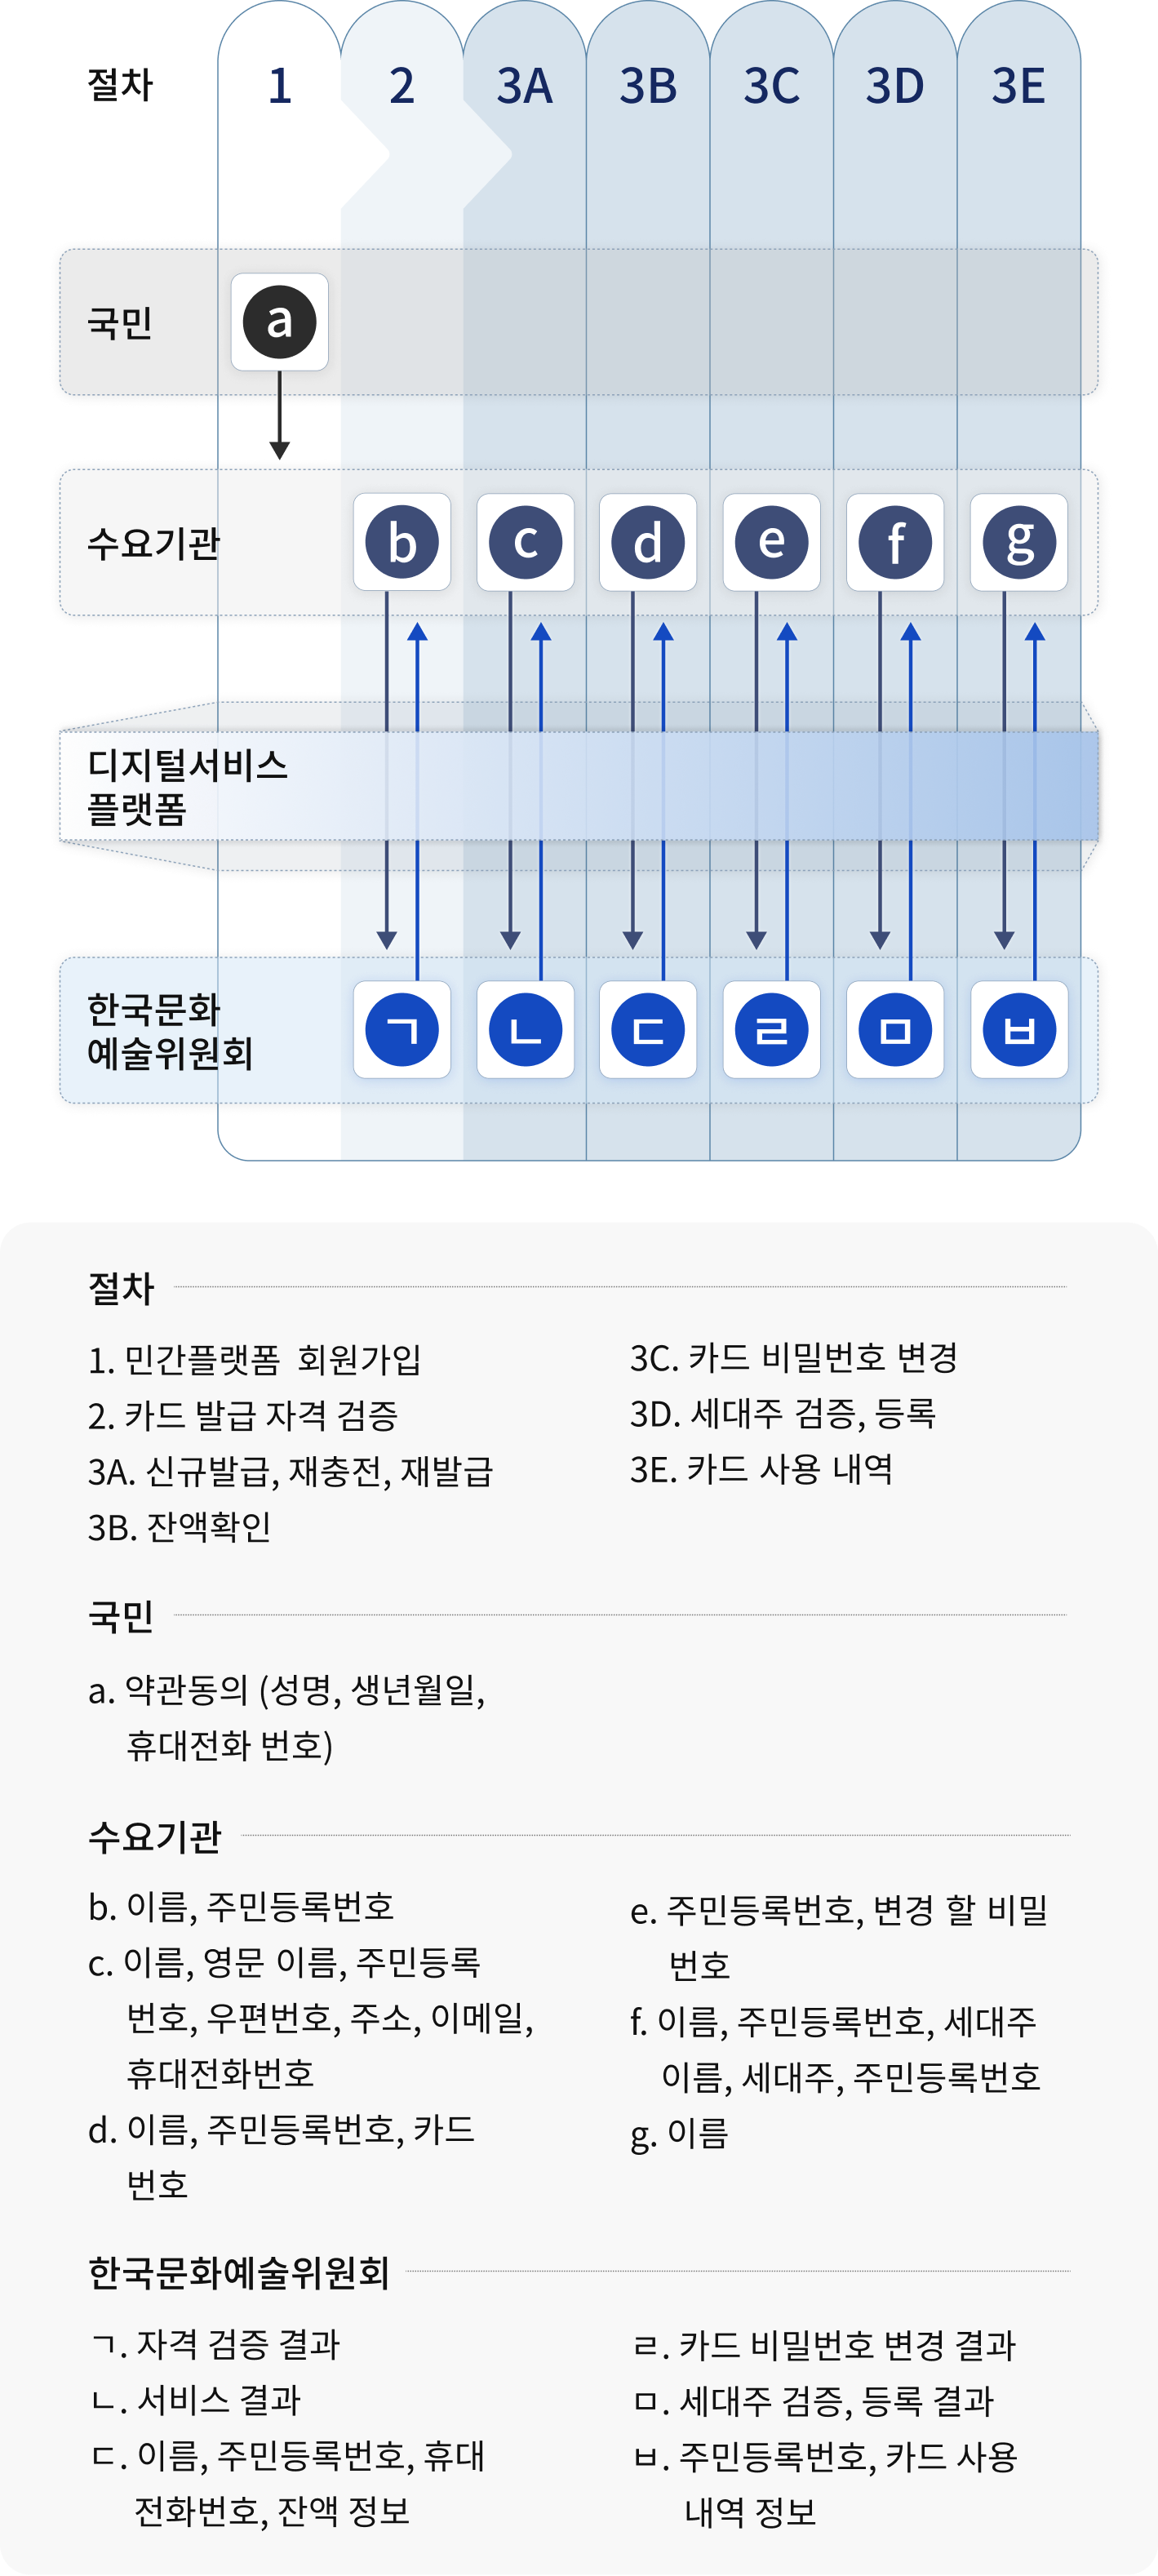 절차 1 2 3A 3B 3C 3D 3E
국민 a
수요기관 b c d e f g
디지털서비스
플랫폼
한국문화
예술위원회
ㄱ ㄴ ㄷ ㄹ ㅁ ㅂ
절차
1. 민간플랫폼 회원가입
2. 카드 발급 자격 검증
3A. 신규발급, 재충전, 재발급
3B. 잔액확인
3C. 카드 비밀번호 변경
3D. 세대주 검증, 등록
3E. 카드 사용 내역
국민
a. 약관동의 (성명, 생년월일,
휴대전화 번호)
수요기관
b. 이름, 주민등록번호
c. 이름, 영문 이름, 주민등록
번호, 우편번호, 주소, 이메일,
휴대전화번호
d. 이름, 주민등록번호, 카드
번호
e. 주민등록번호, 변경 할 비밀
번호
f. 이름, 주민등록번호, 세대주
이름, 세대주, 주민등록번호
g. 이름
한국문화예술위원회
ㄱ. 자격 검증 결과
ㄴ. 서비스 결과
ㄷ. 이름, 주민등록번호, 휴대
전화번호, 잔액 정보
ㄹ. 카드 비밀번호 변경 결과
ㅁ. 세대주 검증, 등록 결과
ㅂ. 주민등록번호, 카드 사용
내역 정보